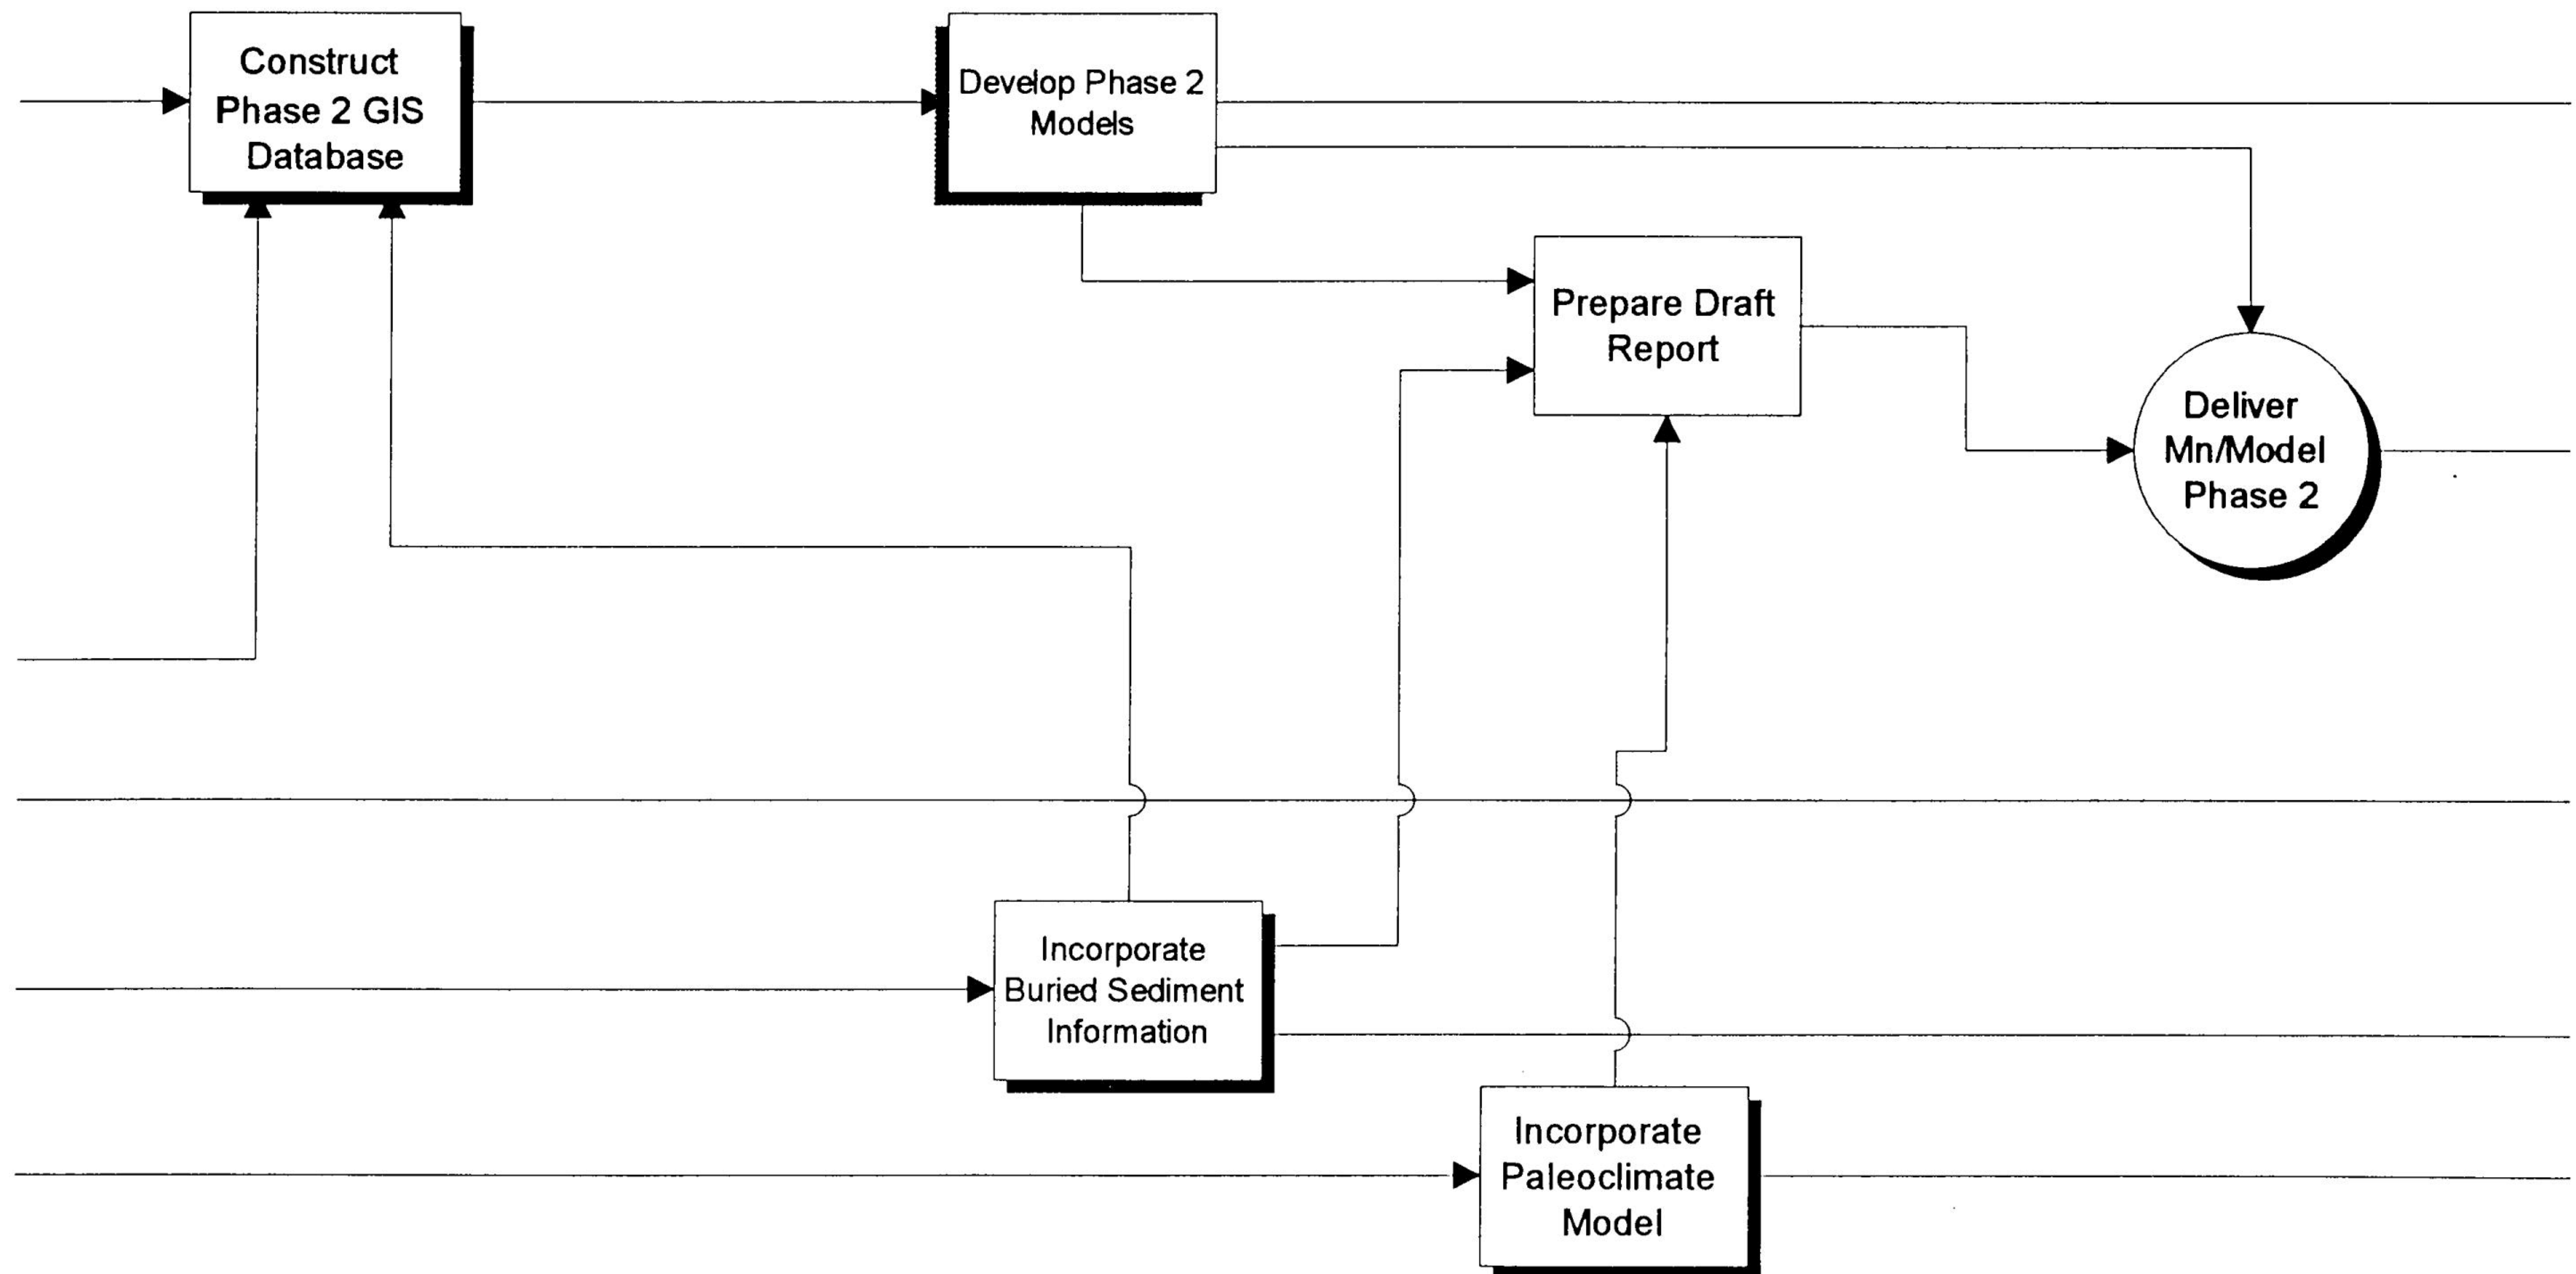 Construct
Phase 2 GIS
Database
Develop Phase 2
Models
Prepare Draft
Report
Deliver
Mn/Model
Phase 2
Incorporate
Buried Sediment
Information
Incorporate
Paleoclimate
Model